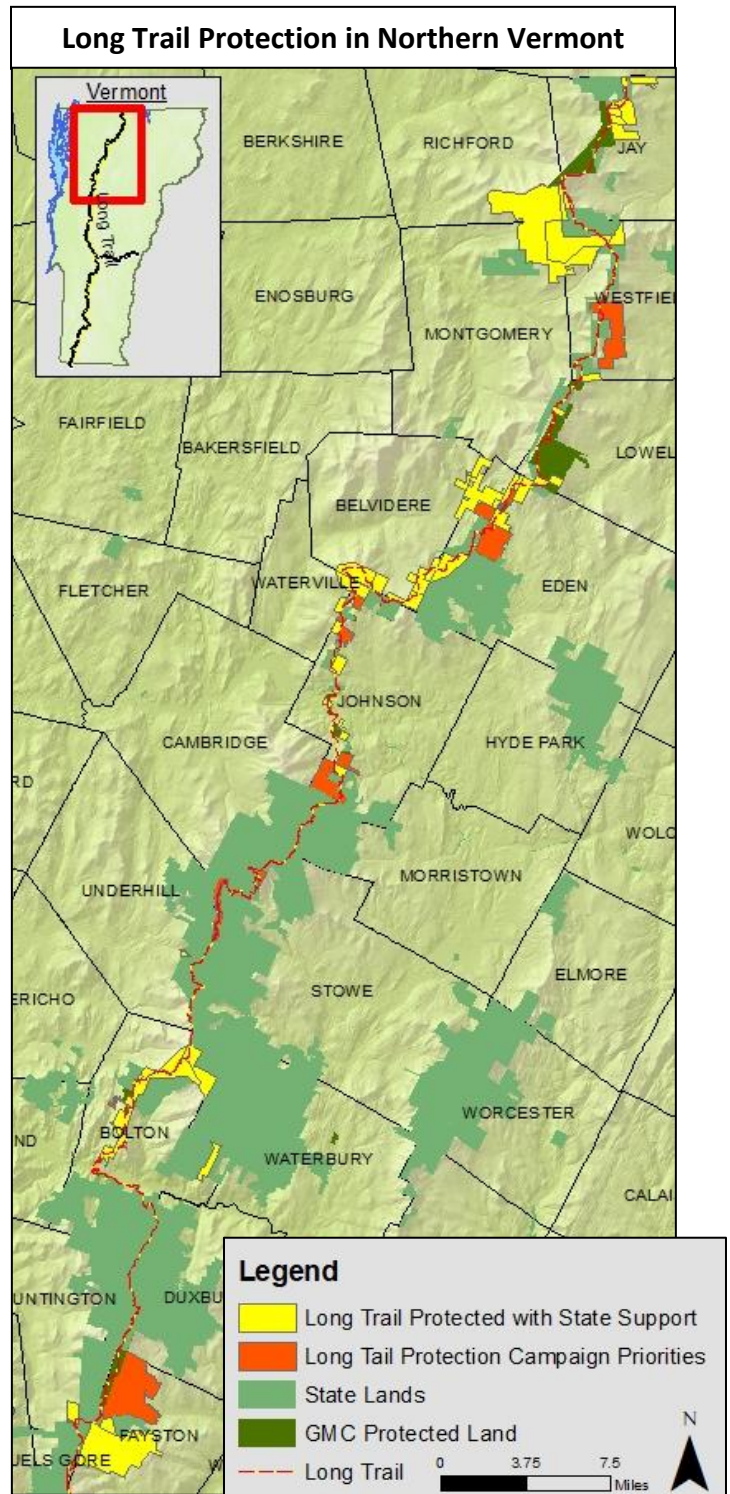 Long Trail Protection in Northern Vermont
Vermont
Long Trail
BERKSHIRE
RICHFORD
JAY
ENOSBURG
WESTFIEL
MONTGOMERY
FAIRFIELD
BAKERSFIELD
LOWEL
BELVIDERE
WATERVILLE
EDEN
FLETCHER
JOHNSON
CAMBRIDGE
HYDE PARK
RD
WOLC
MORRISTOWN
UNDERHILL
ELMORE
STOWE
ERICHO
WORCESTER
BOLTON
ND
WATERBURY
CALAI
UNTINGTON
DUXBU
FAYSTON
UELS GORE
W
Legend
Long Trail Protected with State Support
Long Tail Protection Campaign Priorities
State Lands
GMC Protected Land
Long Trail
0 3.75 7.5
Miles
N